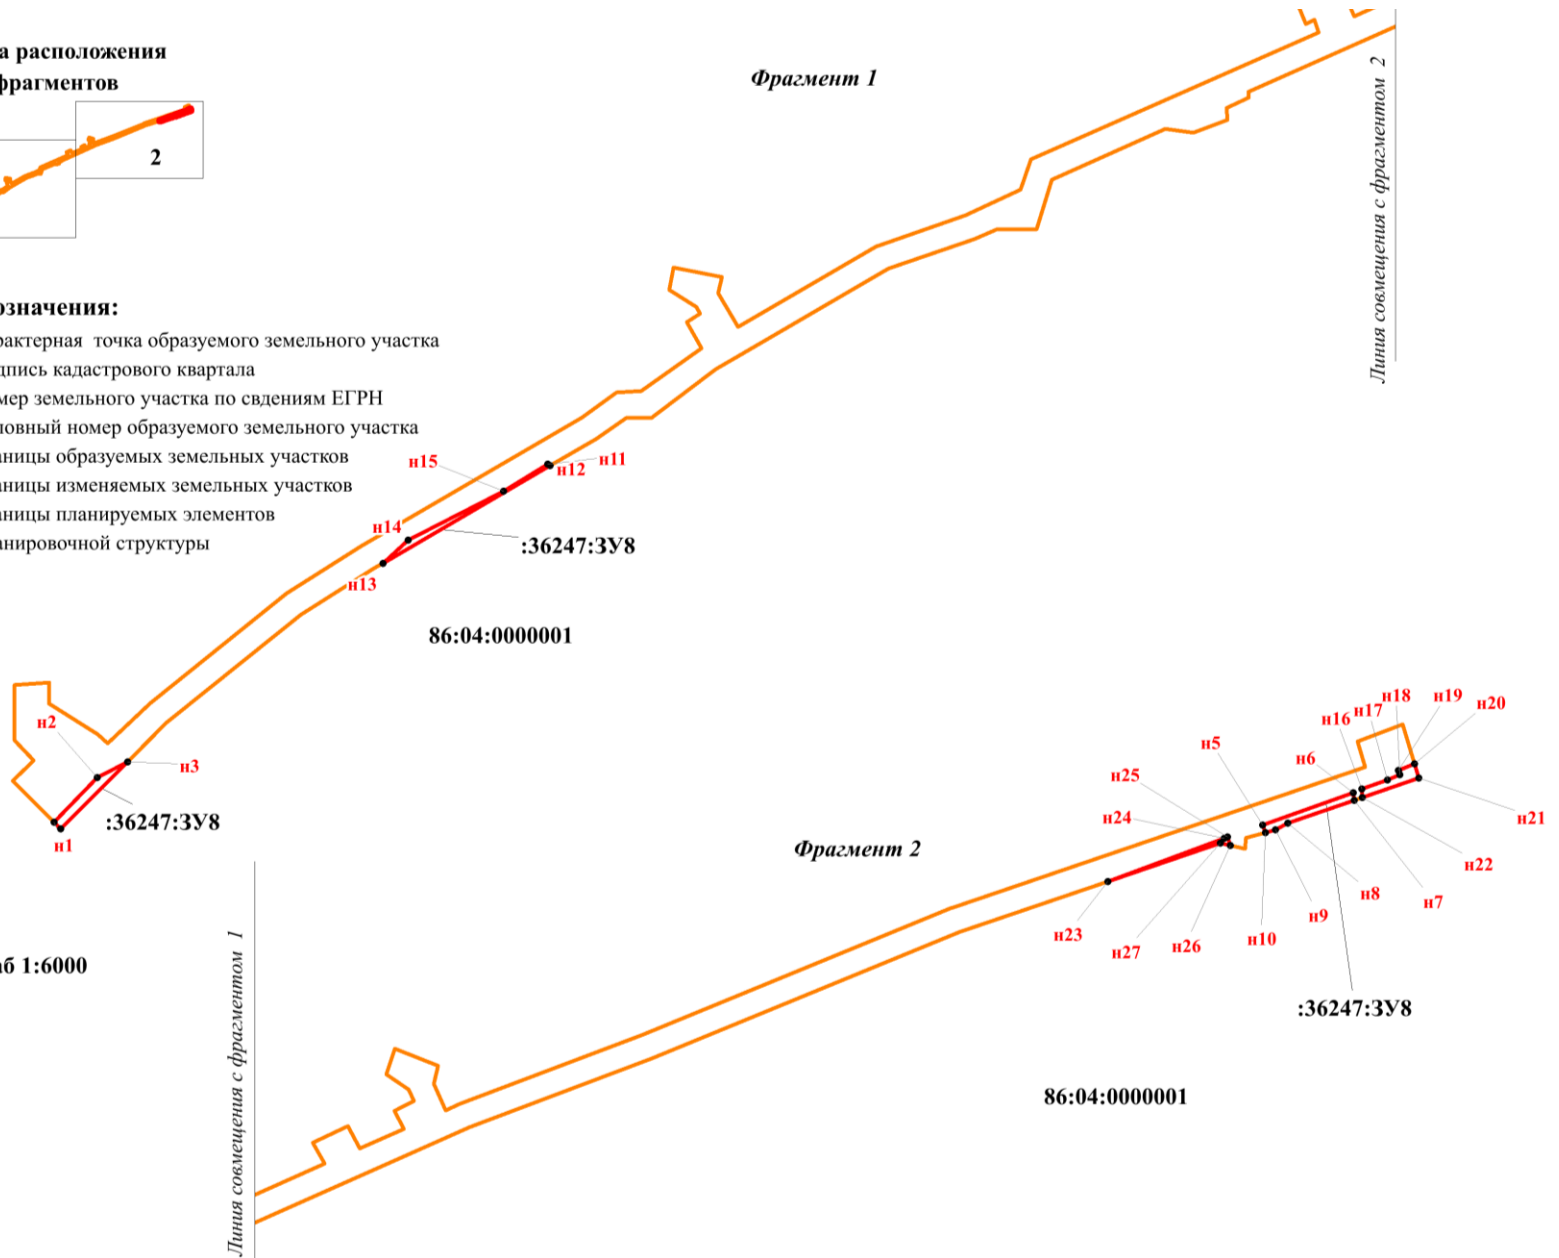 а расположения
фрагментов
2
Фрагмент 1
Линия совмещения с фрагментом 2
означения:
рактерная точка образуемого земельного участка
дпись кадастрового квартала
мер земельного участка по свдениям ЕГРН
ловный номер образуемого земельного участка
аницы образуемых земельных участков
аницы изменяемых земельных участков
аницы планируемых элементов
анировочной структуры
н15
н12
н11
н14
:36247:ЗУ8
н13
86:04:0000001
н2
н3
:36247:ЗУ8
н1
аб 1:6000
Линия совмещения с фрагментом 1
Фрагмент 2
н18
н19
н20
н17
н16
н5
н6
н25
н24
н21
н22
н8
н7
н9
н10
н23
н27
н26
:36247:ЗУ8
86:04:0000001